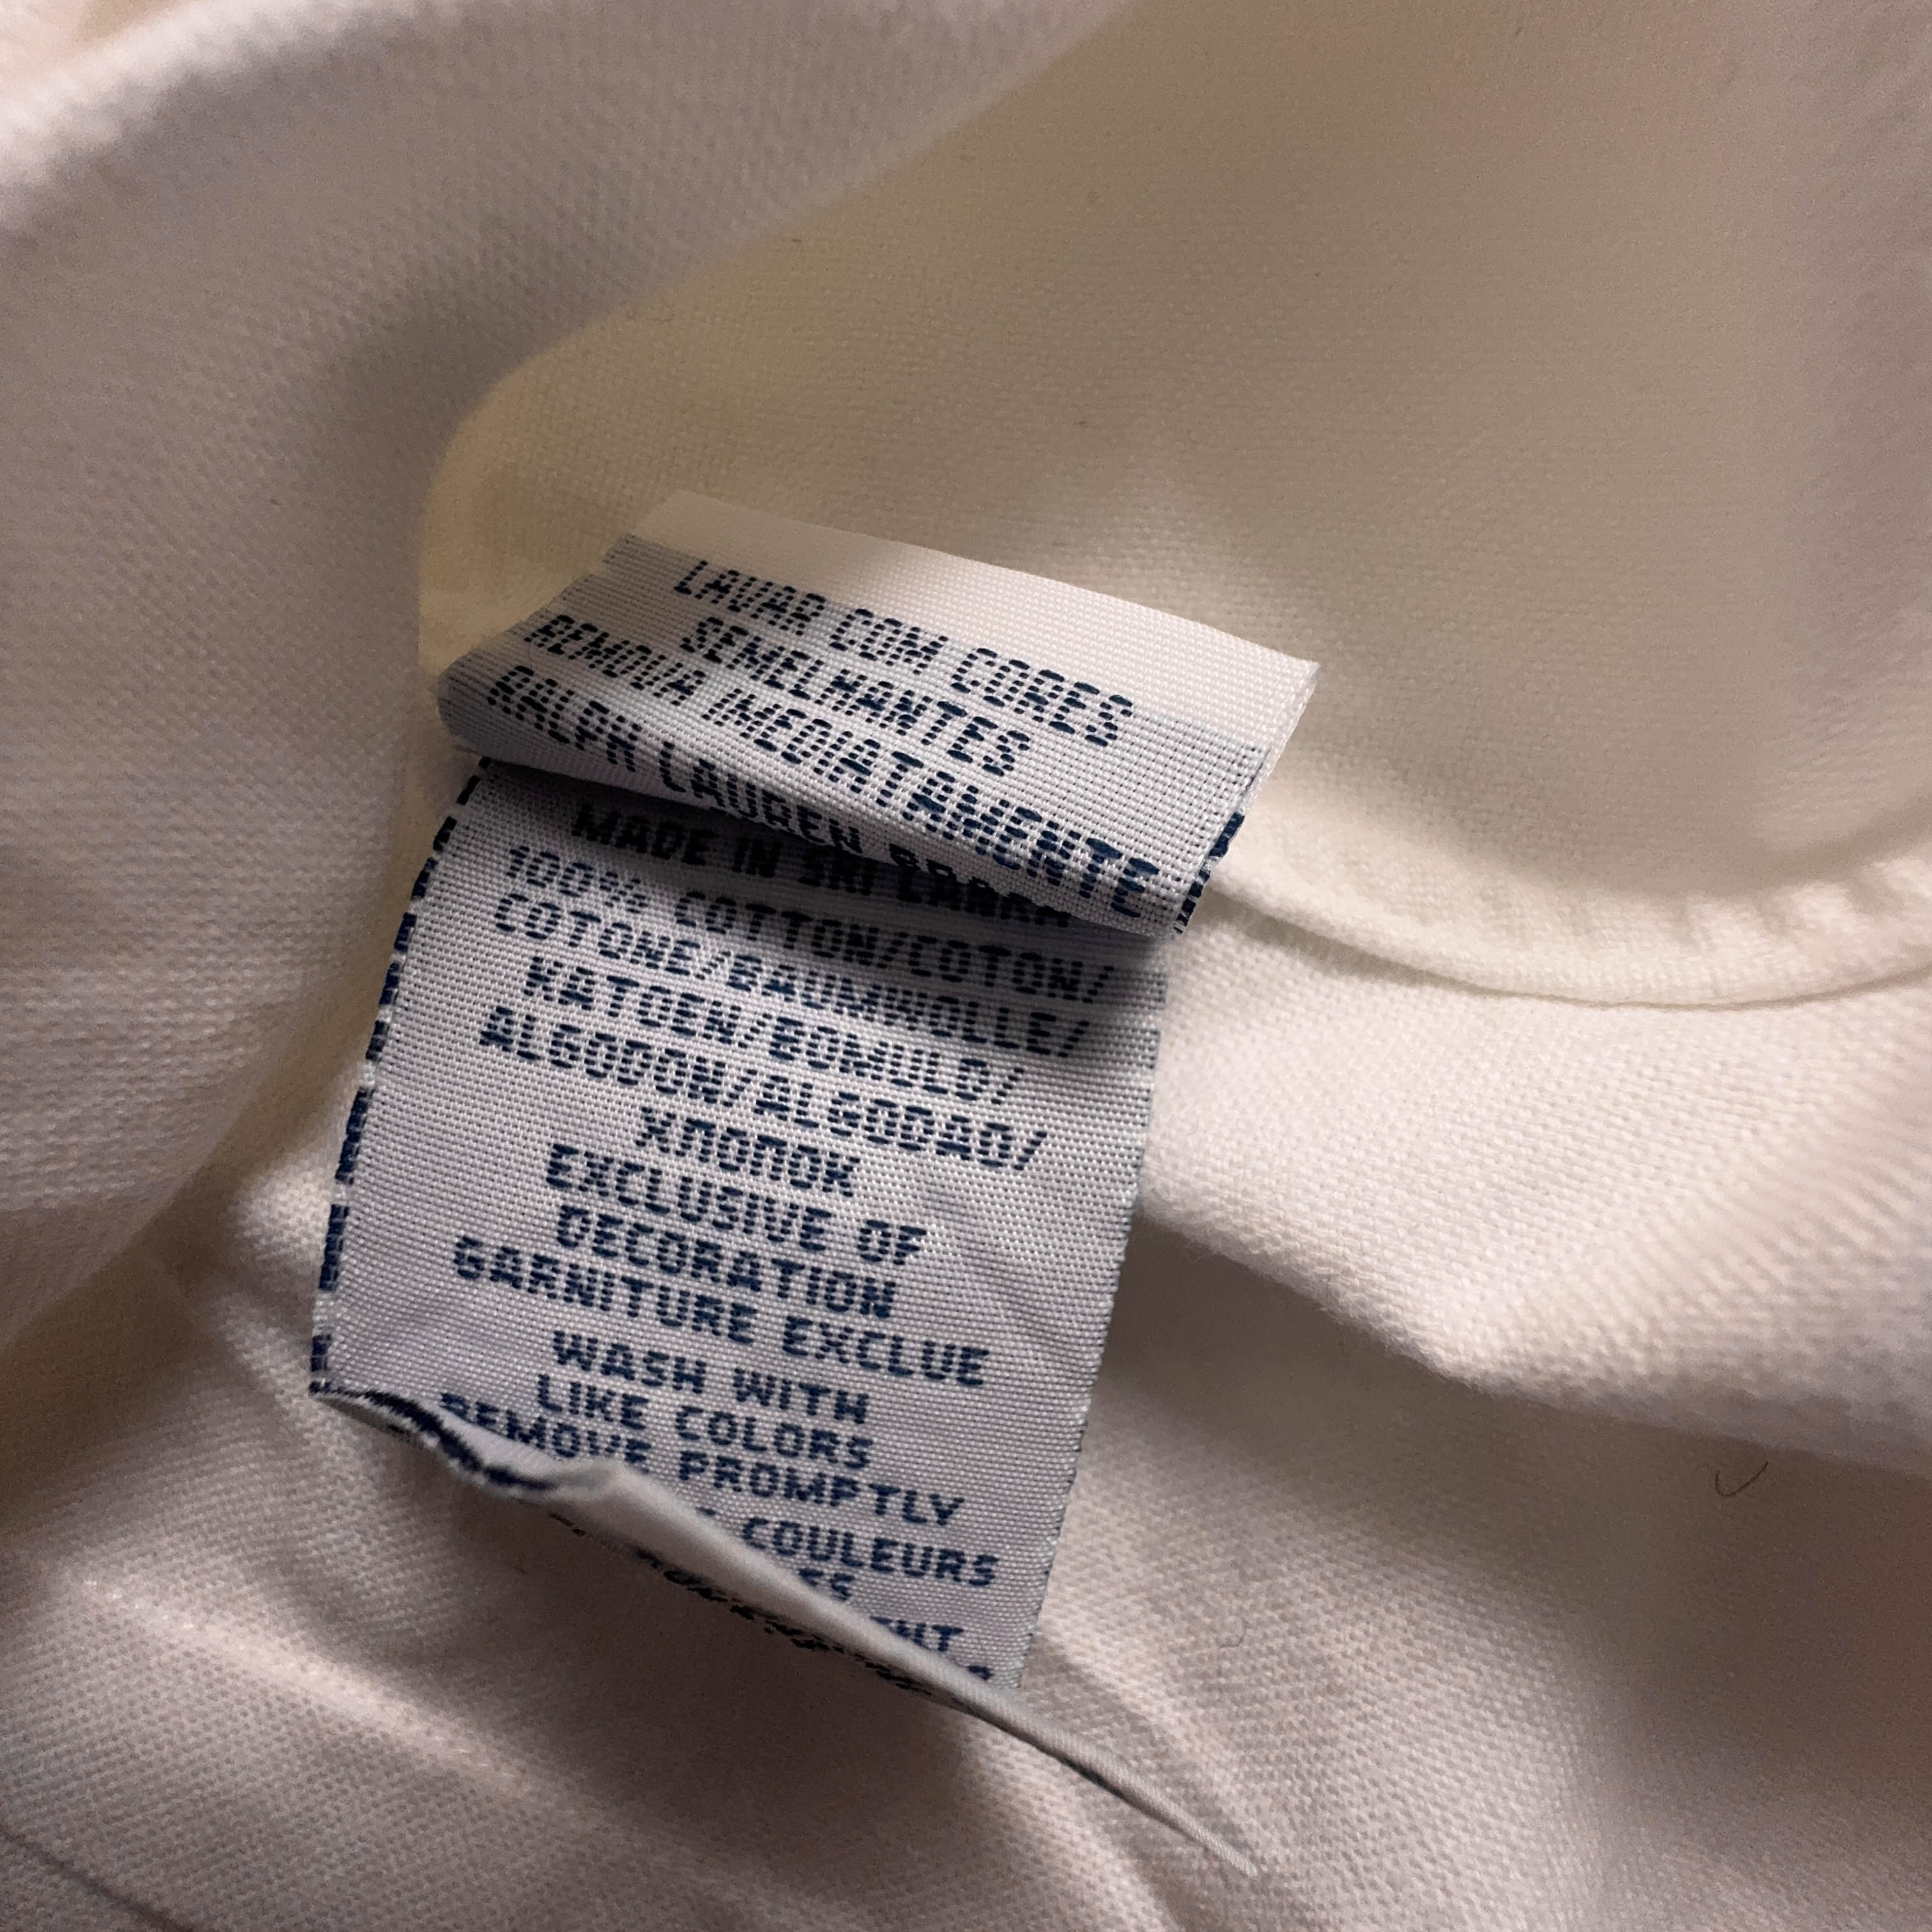 LAVAR COM CORES
SEMELHANTES
REMOVA IMEDIATAMENTE
RALPH LAUREN
MADE IN SRI LANKA
100% COTTON/COTON/
COTONE/BAUMWOLLE/
KATOEN/BOMULD/
ALGODON/ALGODAO/
ХЛОПОК
EXCLUSIVE OF
DECORATION
GARNITURE EXCLUE
WASH WITH
LIKE COLORS
REMOVE PROMPTLY
COULEURS